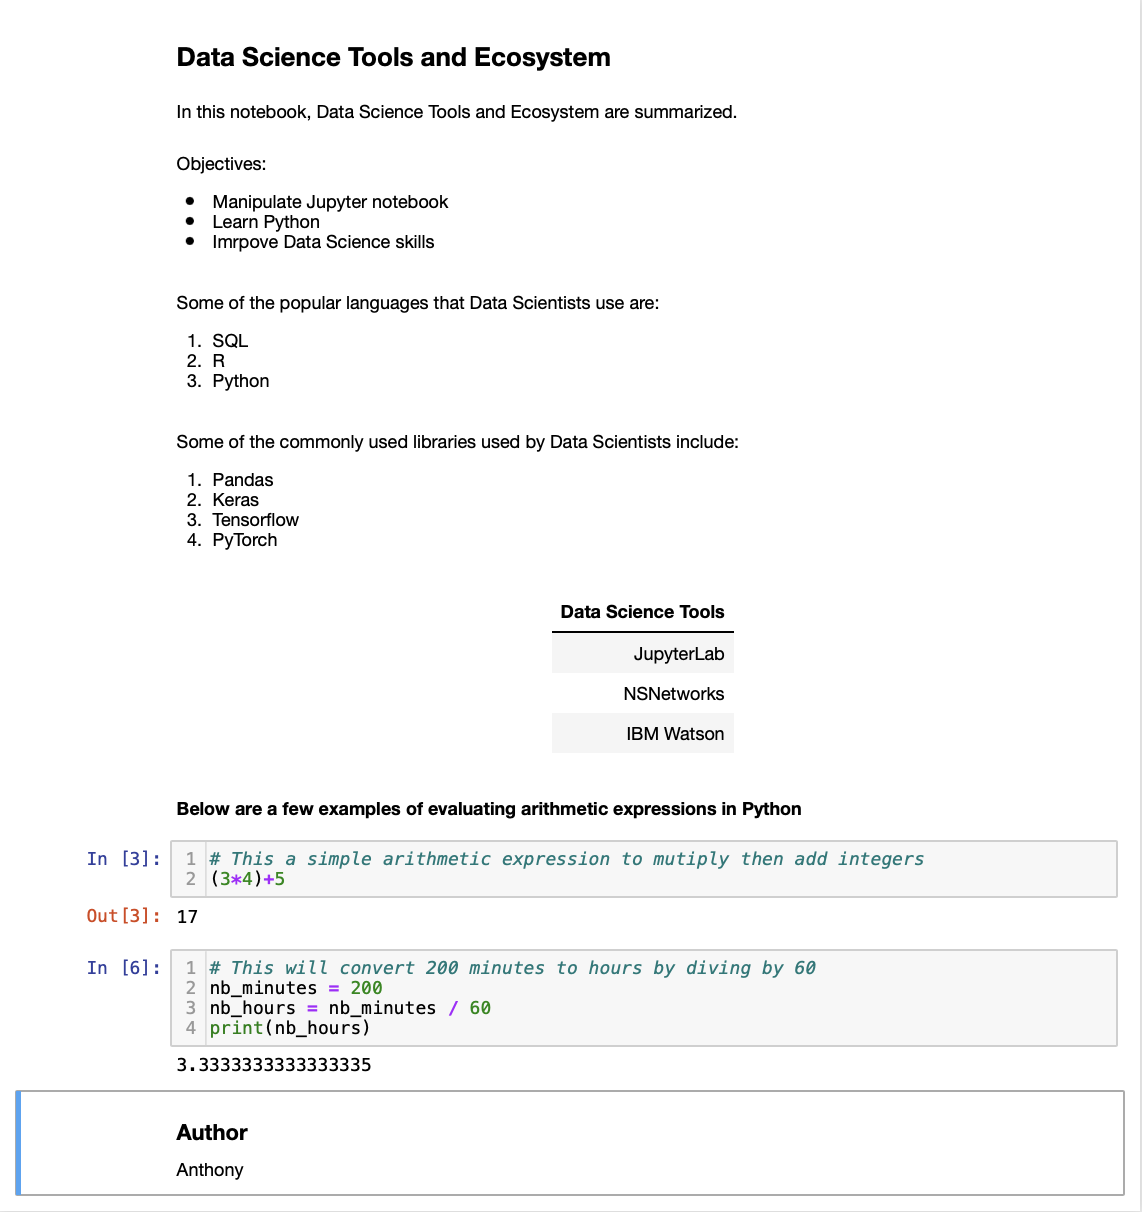 Data Science Tools and Ecosystem
In this notebook, Data Science Tools and Ecosystem are summarized.
Objectives:
• Manipulate Jupyter notebook
• Learn Python
• Imrpove Data Science skills
Some of the popular languages that Data Scientists use are:
1. SQL
2. R
3. Python
Some of the commonly used libraries used by Data Scientists include:
1. Pandas
2. Keras
3. Tensorflow
4. PyTorch
Data Science Tools
JupyterLab
NSNetworks
IBM Watson
Below are a few examples of evaluating arithmetic expressions in Python
In [3]: 1 # This a simple arithmetic expression to mutiply then add integers
2 (3*4)+5
Out[3]: 17
In [6]: 1 # This will convert 200 minutes to hours by diving by 60
2 nb_minutes = 200
3 nb_hours = nb_minutes / 60
4 print(nb_hours)
3.3333333333333335
Author
Anthony